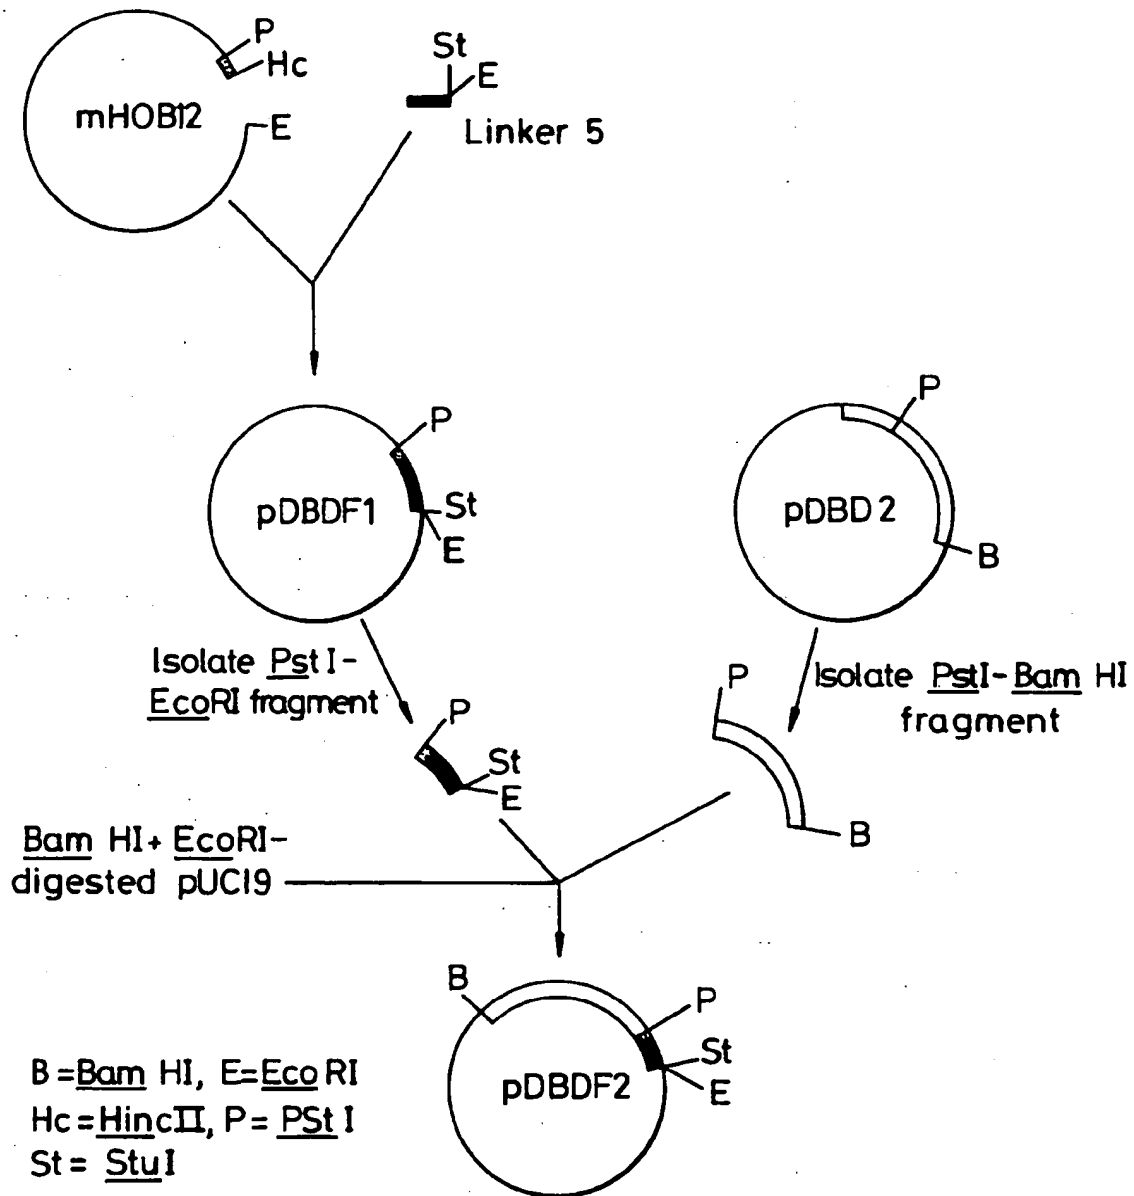 P
Hc
mHOB12
E
St
E
Linker 5
P
pDBDF1
St
E
P
pDBD2
B
Isolate PstI-
EcoRI fragment
P
St
E
Isolate PstI-Bam HI
fragment
P
B
Bam HI + EcoRI-
digested pUC19
B
P
St
E
pDBDF2
B = Bam HI, E = Eco RI
Hc = HincII, P = PSt I
St = StuI